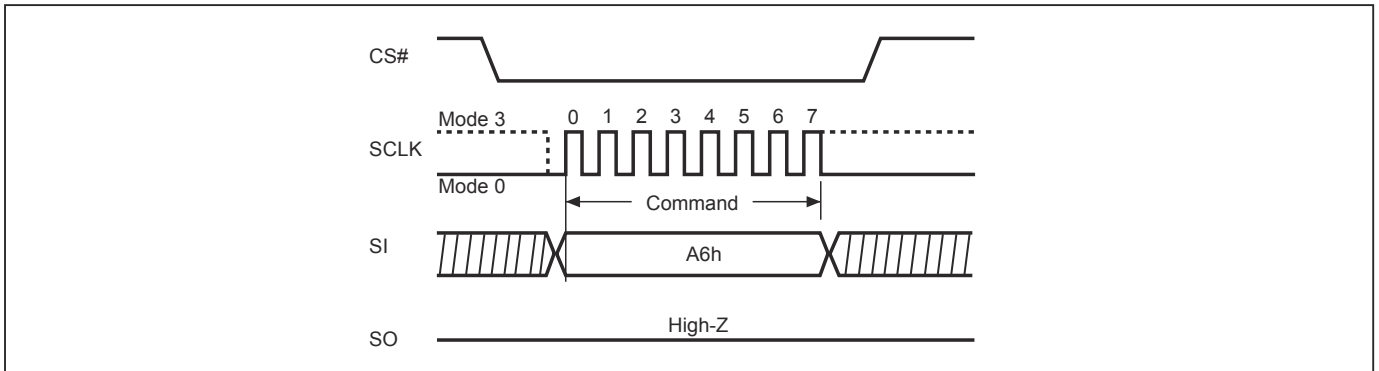 CS#
Mode 3
0 1 2 3 4 5 6 7
SCLK
Mode 0
Command
SI
A6h
High-Z
SO